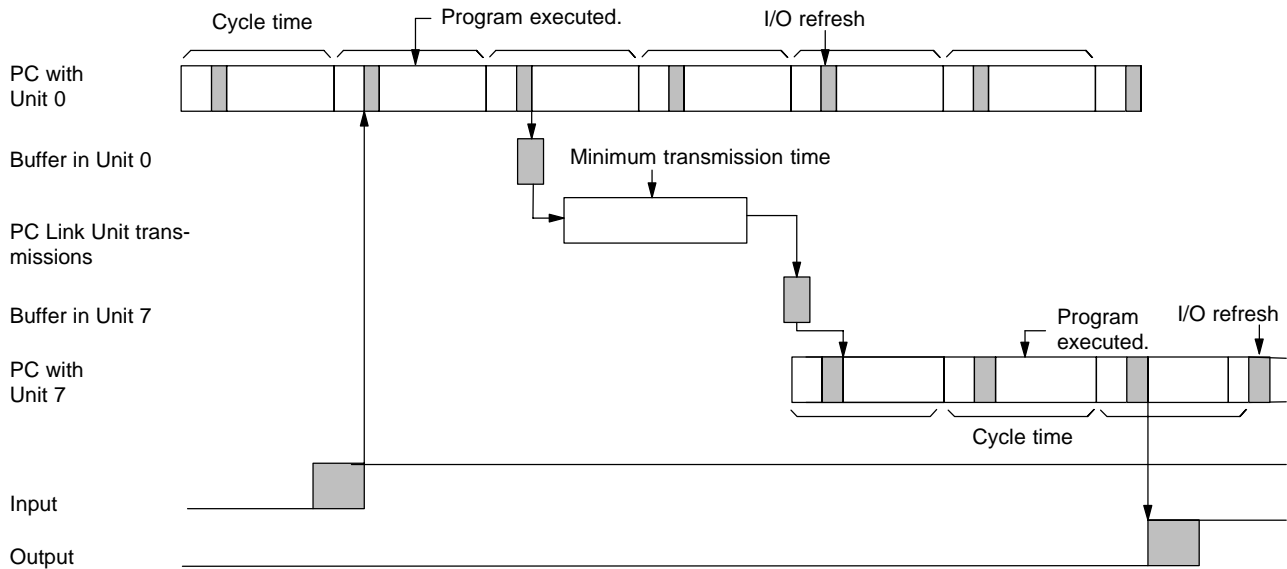 Cycle time
Program executed.
I/O refresh
PC with
Unit 0
Buffer in Unit 0
Minimum transmission time
PC Link Unit trans-
missions
Buffer in Unit 7
Program
executed.
I/O refresh
PC with
Unit 7
Cycle time
Input
Output